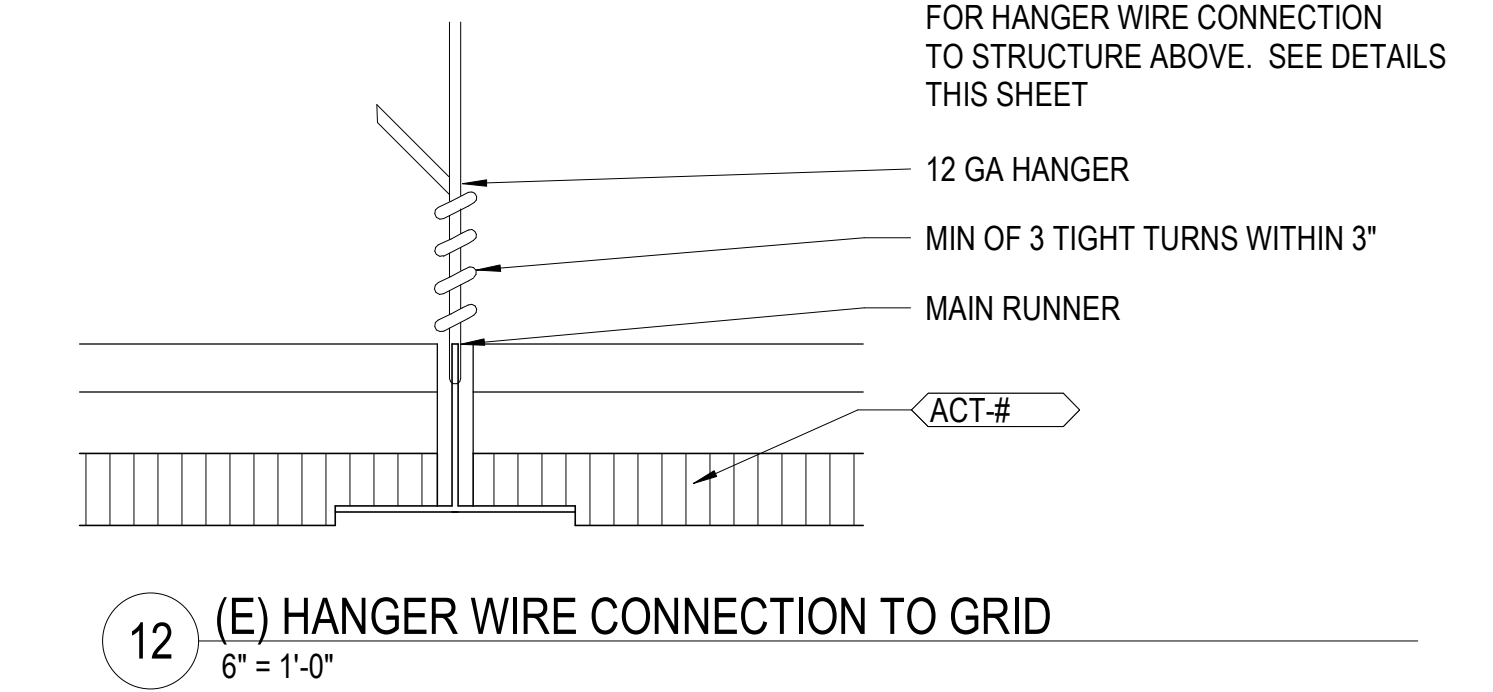 FOR HANGER WIRE CONNECTION
TO STRUCTURE ABOVE. SEE DETAILS
THIS SHEET
12 GA HANGER
MIN OF 3 TIGHT TURNS WITHIN 3"
MAIN RUNNER
ACT-#
12
(E) HANGER WIRE CONNECTION TO GRID
6" = 1'-0"